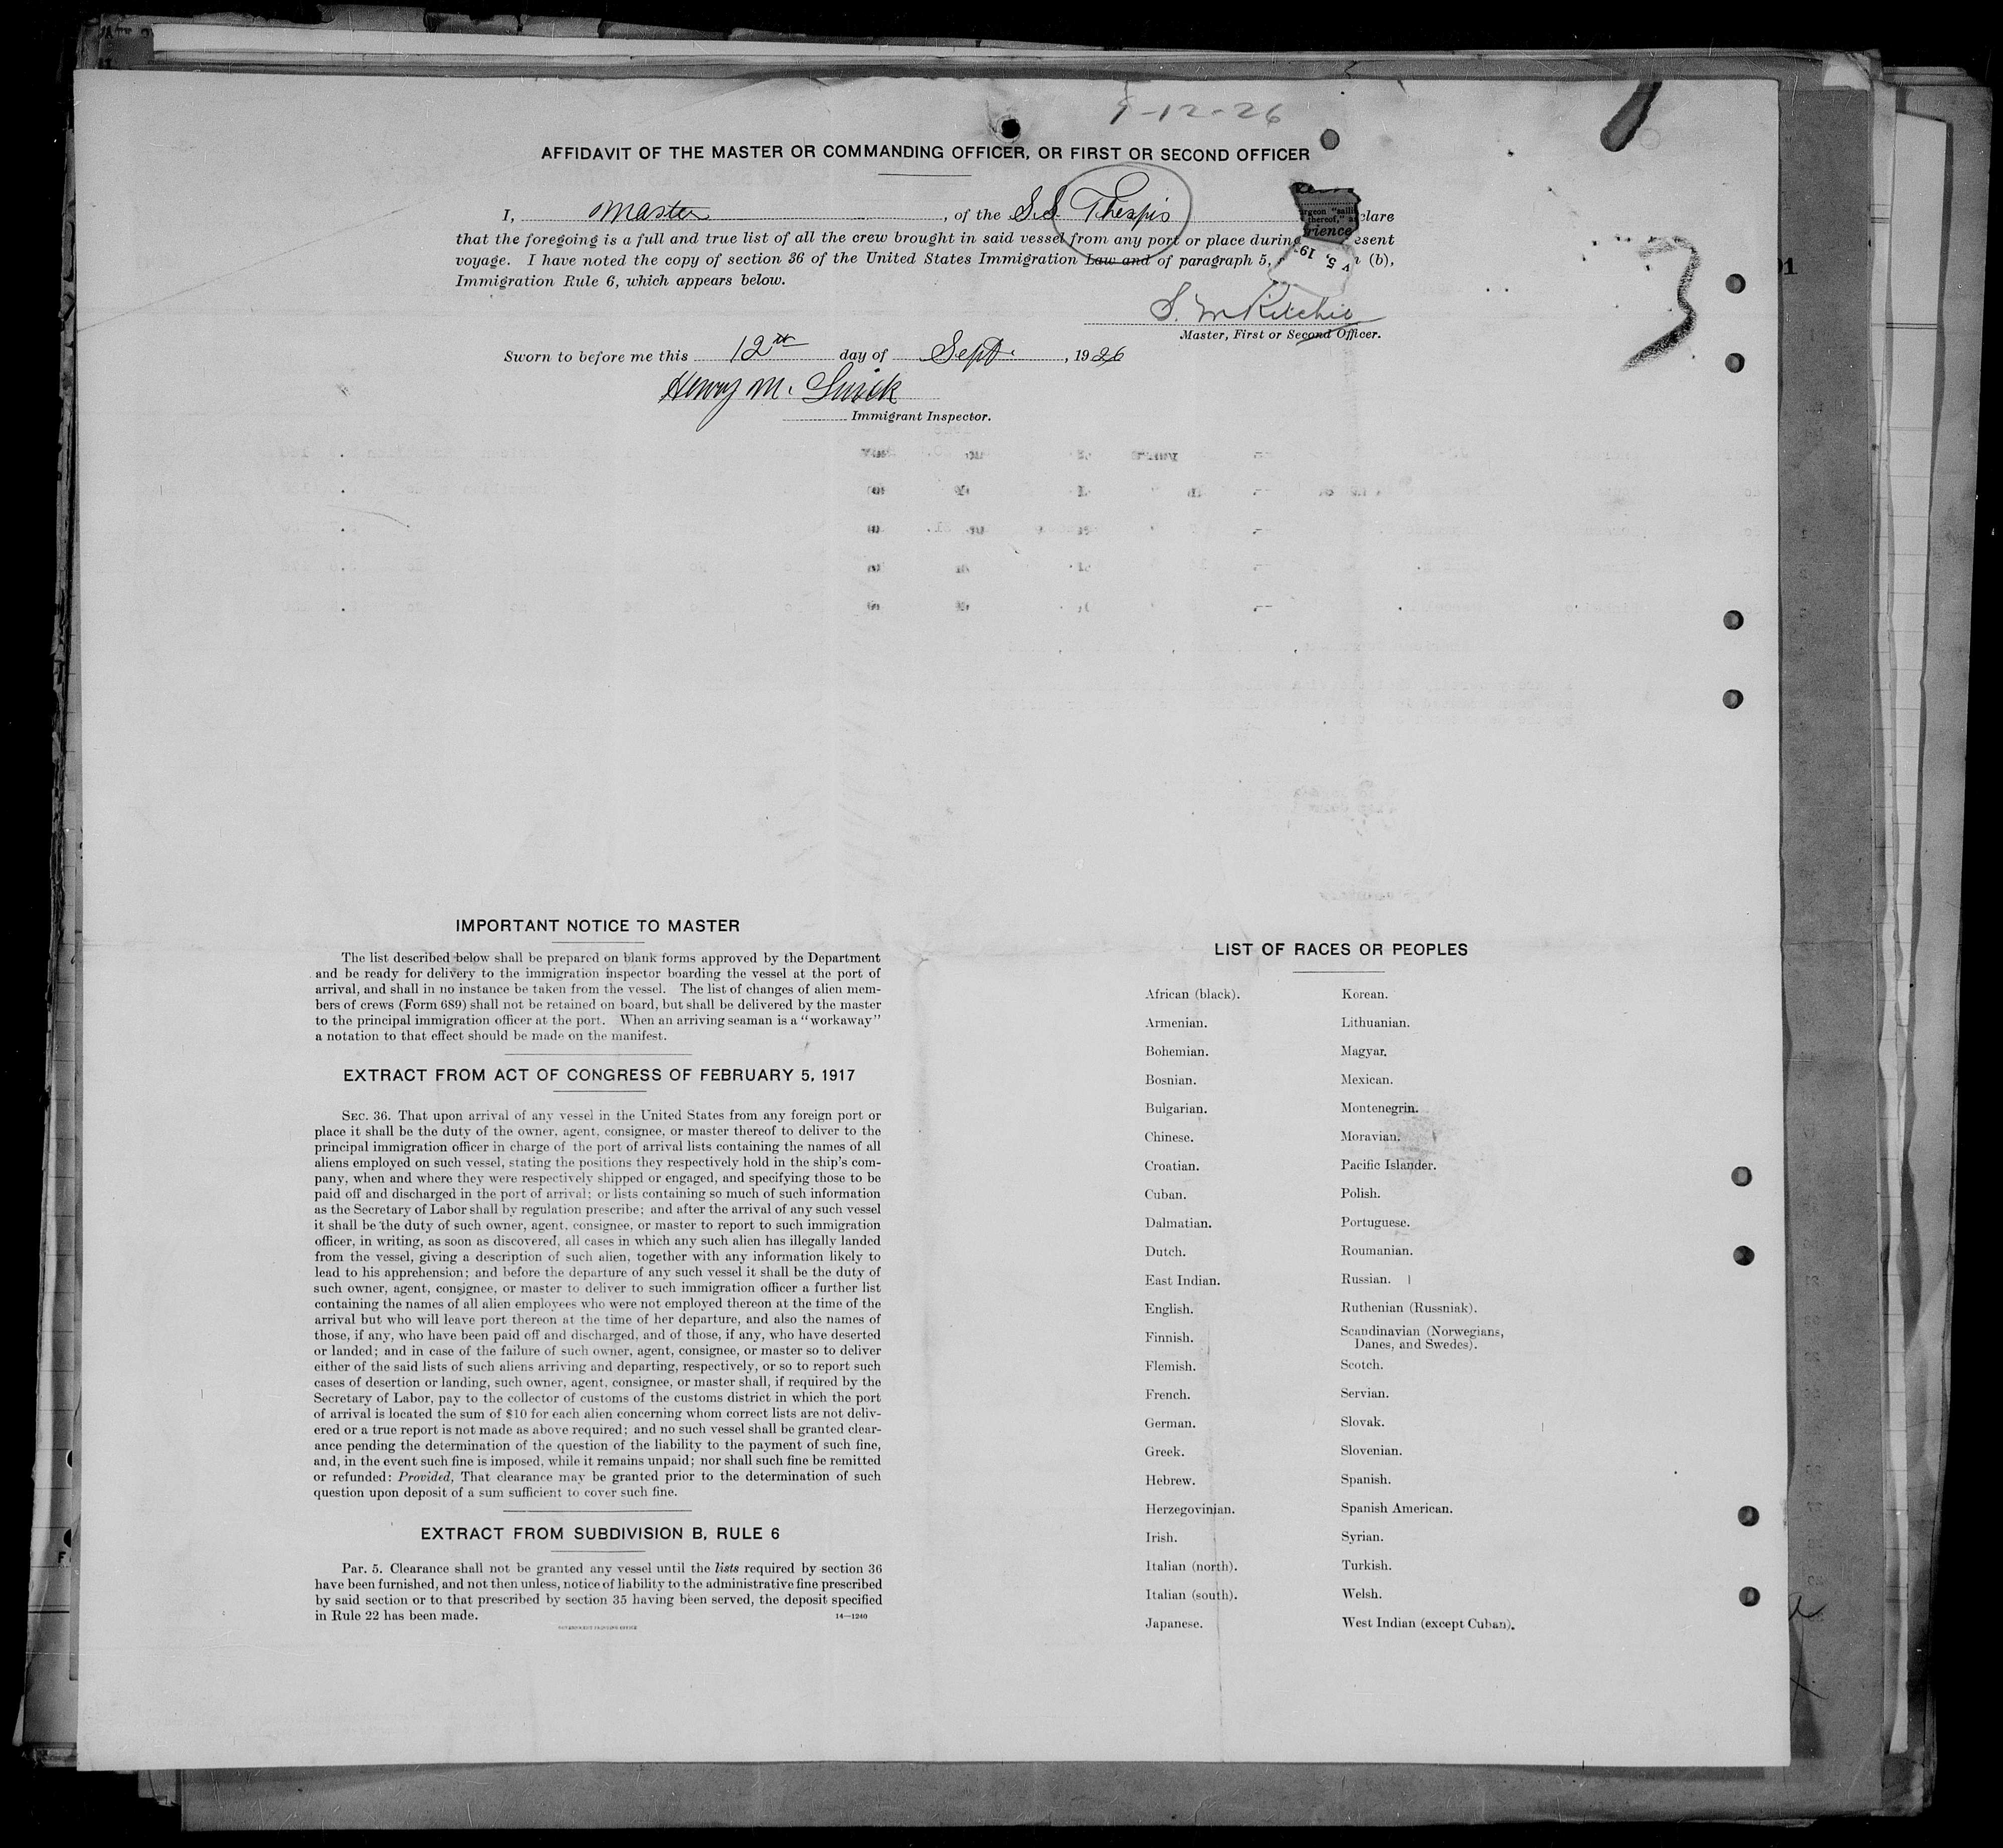 9-12-26
AFFIDAVIT OF THE MASTER OR COMMANDING OFFICER, OR FIRST OR SECOND OFFICER
I, Master, of the S.S. Thespis clare
that the foregoing is a full and true list of all the crew brought in said vessel from any port or place during esent
voyage. I have noted the copy of section 36 of the United States Immigration Law and of paragraph 5, n (b),
Immigration Rule 6, which appears below.
rgeon "saili
thereof," a
rience
v 5, 19
3
S. McRitchie
Master, First or Second Officer.
Sworn to before me this 12th day of Sept., 1926
Henry M.
Immigrant Inspector.
IMPORTANT NOTICE TO MASTER
The list described below shall be prepared on blank forms approved by the Department
and be ready for delivery to the immigration inspector boarding the vessel at the port of
arrival, and shall in no instance be taken from the vessel. The list of changes of alien mem-
bers of crews (Form 689) shall not be retained on board, but shall be delivered by the master
to the principal immigration officer at the port. When an arriving seaman is a "workaway"
a notation to that effect should be made on the manifest.
EXTRACT FROM ACT OF CONGRESS OF FEBRUARY 5, 1917
SEC. 36. That upon arrival of any vessel in the United States from any foreign port or
place it shall be the duty of the owner, agent, consignee, or master thereof to deliver to the
principal immigration officer in charge of the port of arrival lists containing the names of all
aliens employed on such vessel, stating the positions they respectively hold in the ship's com-
pany, when and where they were respectively shipped or engaged, and specifying those to be
paid off and discharged in the port of arrival; or lists containing so much of such information
as the Secretary of Labor shall by regulation prescribe; and after the arrival of any such vessel
it shall be the duty of such owner, agent, consignee, or master to report to such immigration
officer, in writing, as soon as discovered, all cases in which any such alien has illegally landed
from the vessel, giving a description of such alien, together with any information likely to
lead to his apprehension; and before the departure of any such vessel it shall be the duty of
such owner, agent, consignee, or master to deliver to such immigration officer a further list
containing the names of all alien employees who were not employed thereon at the time of the
arrival but who will leave port thereon at the time of her departure, and also the names of
those, if any, who have been paid off and discharged, and of those, if any, who have deserted
or landed; and in case of the failure of such owner, agent, consignee, or master so to deliver
either of the said lists of such aliens arriving and departing, respectively, or so to report such
cases of desertion or landing, such owner, agent, consignee, or master shall, if required by the
Secretary of Labor, pay to the collector of customs of the customs district in which the port
of arrival is located the sum of $10 for each alien concerning whom correct lists are not deliv-
ered or a true report is not made as above required; and no such vessel shall be granted clear-
ance pending the determination of the question of the liability to the payment of such fine,
and, in the event such fine is imposed, while it remains unpaid; nor shall such fine be remitted
or refunded: Provided, That clearance may be granted prior to the determination of such
question upon deposit of a sum sufficient to cover such fine.
EXTRACT FROM SUBDIVISION B, RULE 6
Par. 5. Clearance shall not be granted any vessel until the lists required by section 36
have been furnished, and not then unless, notice of liability to the administrative fine prescribed
by said section or to that prescribed by section 35 having been served, the deposit specified
in Rule 22 has been made.
14—1240
GOVERNMENT PRINTING OFFICE
LIST OF RACES OR PEOPLES
African (black).
Armenian.
Bohemian.
Bosnian.
Bulgarian.
Chinese.
Croatian.
Cuban.
Dalmatian.
Dutch.
East Indian.
English.
Finnish.
Flemish.
French.
German.
Greek.
Hebrew.
Herzegovinian.
Irish.
Italian (north).
Italian (south).
Japanese.
Korean.
Lithuanian.
Magyar.
Mexican.
Montenegrin.
Moravian.
Pacific Islander.
Polish.
Portuguese.
Roumanian.
Russian.
Ruthenian (Russniak).
Scandinavian (Norwegians,
Danes, and Swedes).
Scotch.
Servian.
Slovak.
Slovenian.
Spanish.
Spanish American.
Syrian.
Turkish.
Welsh.
West Indian (except Cuban).